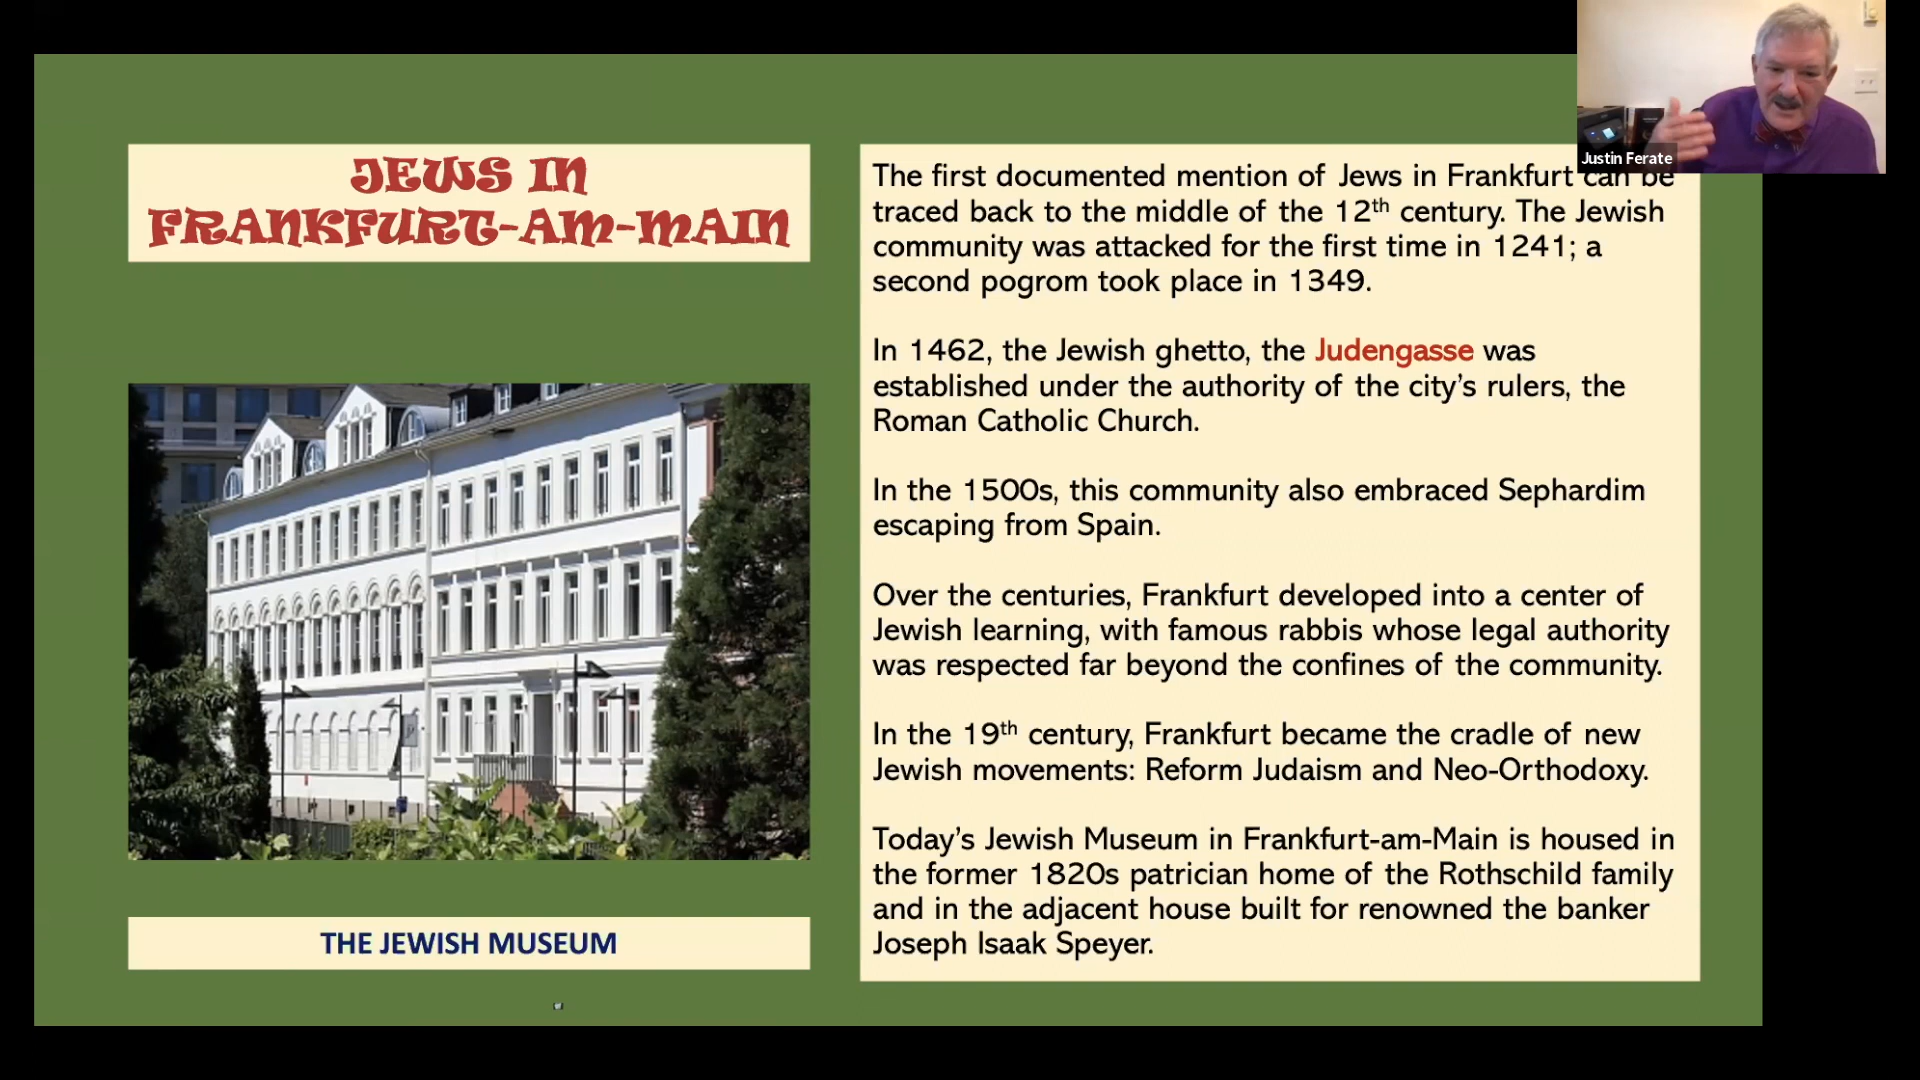 JEWS IN
FRANKFURT-AM-MAIN
THE JEWISH MUSEUM
The first documented mention of Jews in Frankfurt can be
traced back to the middle of the 12th century. The Jewish
community was attacked for the first time in 1241; a
second pogrom took place in 1349.
In 1462, the Jewish ghetto, the Judengasse was
established under the authority of the city’s rulers, the
Roman Catholic Church.
In the 1500s, this community also embraced Sephardim
escaping from Spain.
Over the centuries, Frankfurt developed into a center of
Jewish learning, with famous rabbis whose legal authority
was respected far beyond the confines of the community.
In the 19th century, Frankfurt became the cradle of new
Jewish movements: Reform Judaism and Neo-Orthodoxy.
Today’s Jewish Museum in Frankfurt-am-Main is housed in
the former 1820s patrician home of the Rothschild family
and in the adjacent house built for renowned the banker
Joseph Isaak Speyer.
Justin Ferate